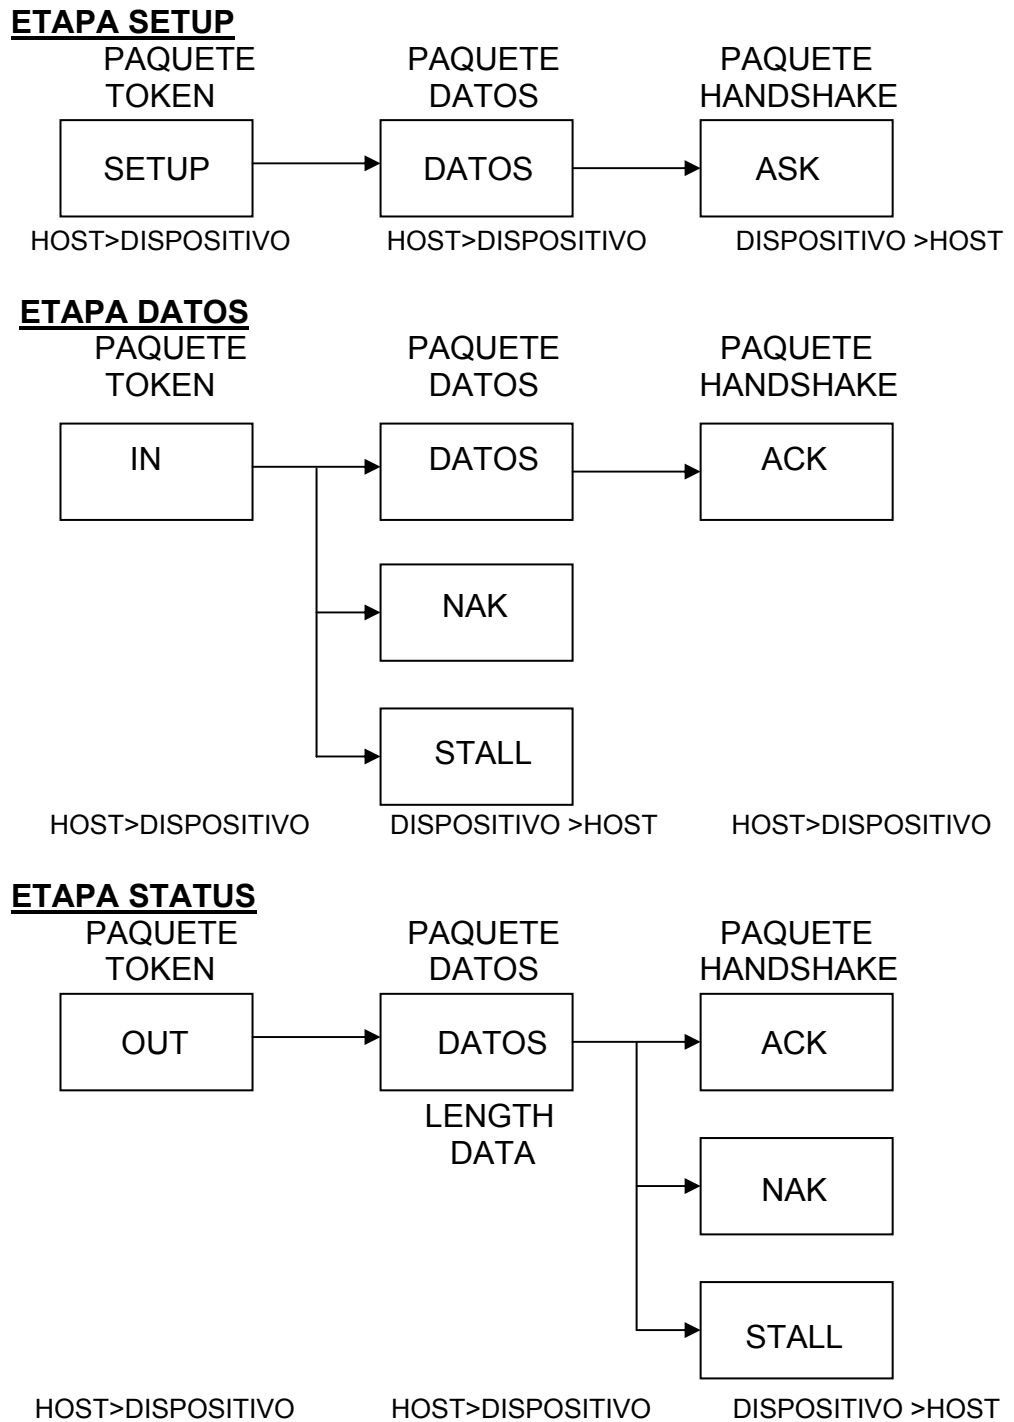 ETAPA SETUP
PAQUETE PAQUETE PAQUETE
TOKEN DATOS HANDSHAKE
SETUP DATOS ASK
HOST>DISPOSITIVO HOST>DISPOSITIVO DISPOSITIVO >HOST
ETAPA DATOS
PAQUETE PAQUETE PAQUETE
TOKEN DATOS HANDSHAKE
IN DATOS ACK
NAK
STALL
HOST>DISPOSITIVO DISPOSITIVO >HOST HOST>DISPOSITIVO
ETAPA STATUS
PAQUETE PAQUETE PAQUETE
TOKEN DATOS HANDSHAKE
OUT DATOS ACK
LENGTH
DATA
NAK
STALL
HOST>DISPOSITIVO HOST>DISPOSITIVO DISPOSITIVO >HOST